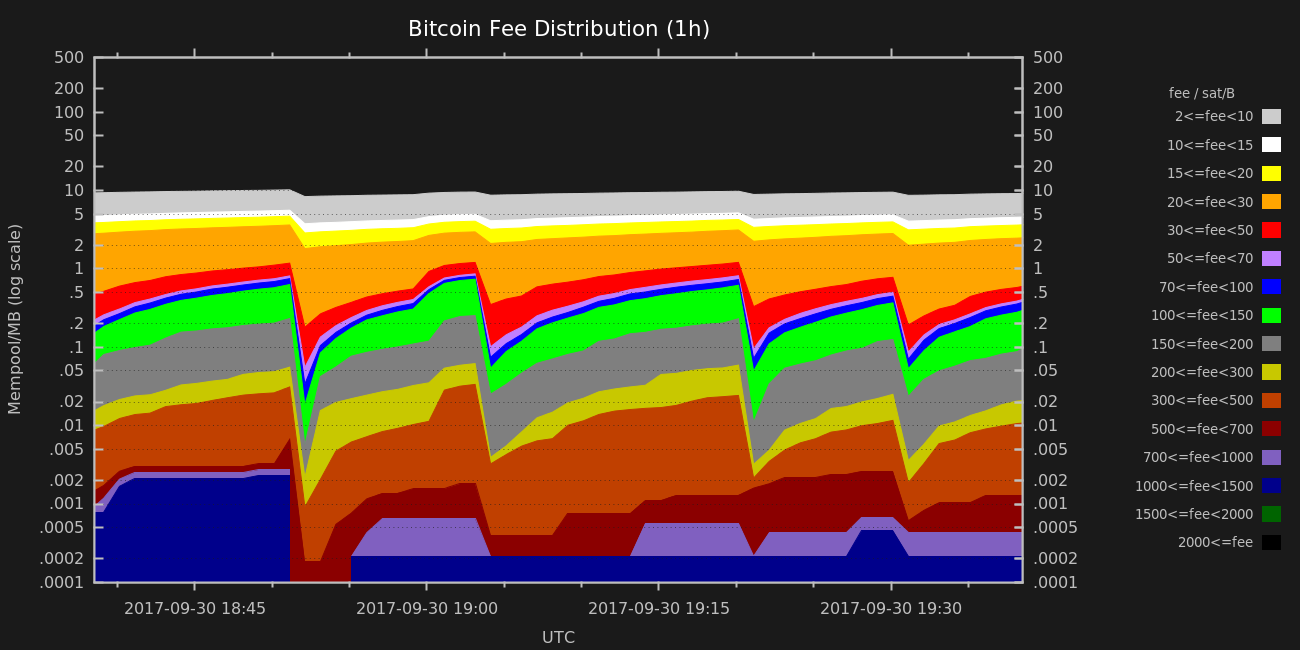 Bitcoin Fee Distribution (1h)
500 500
200 200
100 100
50 50
20 20
10 10
5 5
2 2
1 1
.5 .5
.2 .2
.1 .1
.05 .05
.02 .02
.01 .01
.005 .005
.002 .002
.001 .001
.0005 .0005
.0002 .0002
.0001 .0001
Mempool/MB (log scale)
2017-09-30 18:45 2017-09-30 19:00 2017-09-30 19:15 2017-09-30 19:30
UTC
fee / sat/B
2<=fee<10
10<=fee<15
15<=fee<20
20<=fee<30
30<=fee<50
50<=fee<70
70<=fee<100
100<=fee<150
150<=fee<200
200<=fee<300
300<=fee<500
500<=fee<700
700<=fee<1000
1000<=fee<1500
1500<=fee<2000
2000<=fee